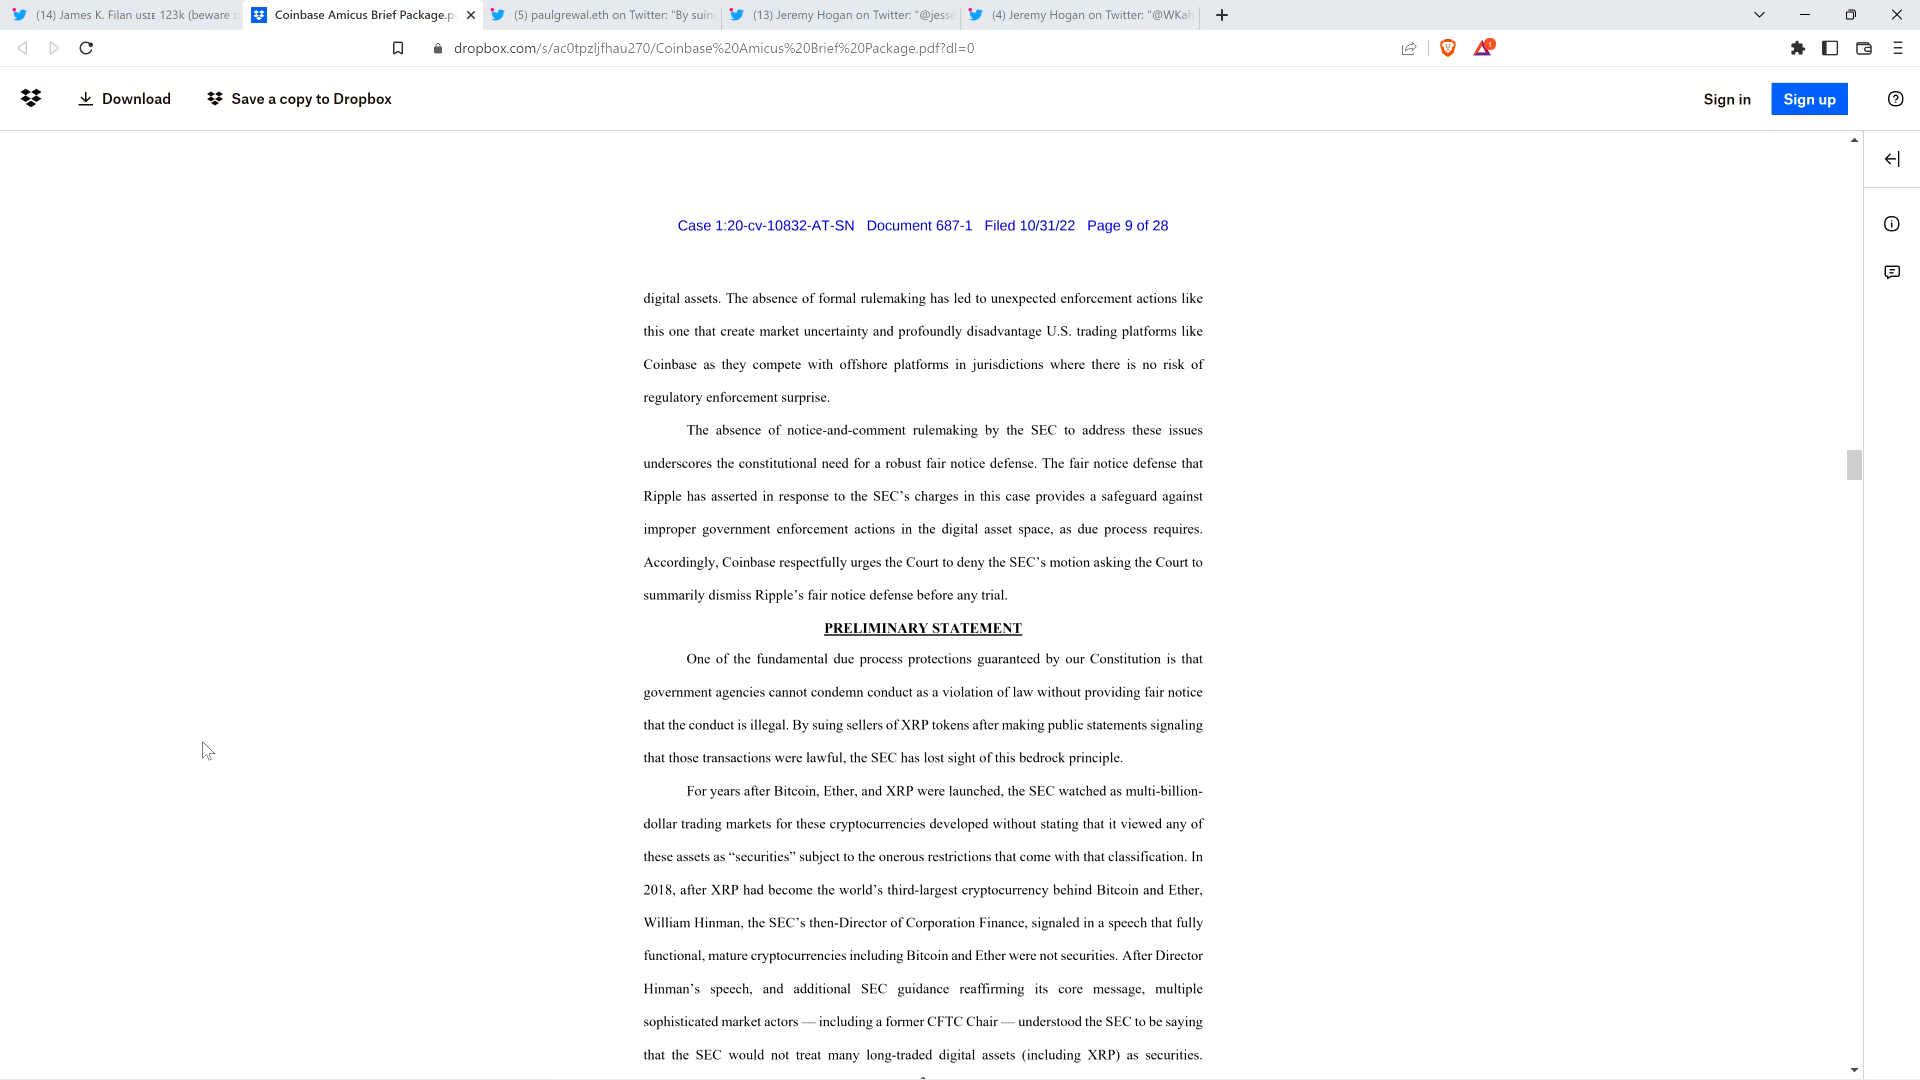 (14) James K. Filan usɪᴇ 123k (beware
Coinbase Amicus Brief Package.p
(5) paulgrewal.eth on Twitter: "By suin
(13) Jeremy Hogan on Twitter: "@jesse
(4) Jeremy Hogan on Twitter: "@WKah
dropbox.com/s/ac0tpzljfhau270/Coinbase%20Amicus%20Brief%20Package.pdf?dl=0
1
Download
Save a copy to Dropbox
Sign in
Sign up
Case 1:20-cv-10832-AT-SN Document 687-1 Filed 10/31/22 Page 9 of 28
digital assets. The absence of formal rulemaking has led to unexpected enforcement actions like
this one that create market uncertainty and profoundly disadvantage U.S. trading platforms like
Coinbase as they compete with offshore platforms in jurisdictions where there is no risk of
regulatory enforcement surprise.
The absence of notice-and-comment rulemaking by the SEC to address these issues
underscores the constitutional need for a robust fair notice defense. The fair notice defense that
Ripple has asserted in response to the SEC’s charges in this case provides a safeguard against
improper government enforcement actions in the digital asset space, as due process requires.
Accordingly, Coinbase respectfully urges the Court to deny the SEC’s motion asking the Court to
summarily dismiss Ripple’s fair notice defense before any trial.
PRELIMINARY STATEMENT
One of the fundamental due process protections guaranteed by our Constitution is that
government agencies cannot condemn conduct as a violation of law without providing fair notice
that the conduct is illegal. By suing sellers of XRP tokens after making public statements signaling
that those transactions were lawful, the SEC has lost sight of this bedrock principle.
For years after Bitcoin, Ether, and XRP were launched, the SEC watched as multi-billion-
dollar trading markets for these cryptocurrencies developed without stating that it viewed any of
these assets as “securities” subject to the onerous restrictions that come with that classification. In
2018, after XRP had become the world’s third-largest cryptocurrency behind Bitcoin and Ether,
William Hinman, the SEC’s then-Director of Corporation Finance, signaled in a speech that fully
functional, mature cryptocurrencies including Bitcoin and Ether were not securities. After Director
Hinman’s speech, and additional SEC guidance reaffirming its core message, multiple
sophisticated market actors — including a former CFTC Chair — understood the SEC to be saying
that the SEC would not treat many long-traded digital assets (including XRP) as securities.